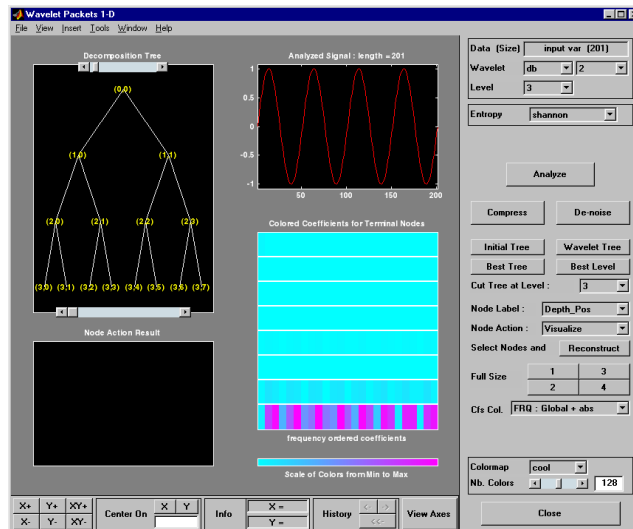 Wavelet Packets 1-D
File View Insert Tools Window Help
Decomposition Tree
(0,0)
(1,0) (1,1)
(2,0) (2,1) (2,2) (2,3)
(3,0) (3,1) (3,2) (3,3) (3,4) (3,5) (3,6) (3,7)
Node Action Result
Analyzed Signal : length = 201
1
0.5
0
-0.5
-1
50 100 150 200
Colored Coefficients for Terminal Nodes
frequency ordered coefficients
Scale of Colors from Min to Max
Data (Size) input var (201)
Wavelet db 2
Level 3
Entropy shannon
Analyze
Compress De-noise
Initial Tree Wavelet Tree
Best Tree Best Level
Cut Tree at Level : 3
Node Label : Depth_Pos
Node Action : Visualize
Select Nodes and Reconstruct
Full Size 1 3
2 4
Cfs Col. FRQ : Global + abs
Colormap cool
Nb. Colors 128
Close
X+ Y+ XY+
X- Y- XY-
Center On X Y
Info X =
Y =
History < >
<<-
View Axes